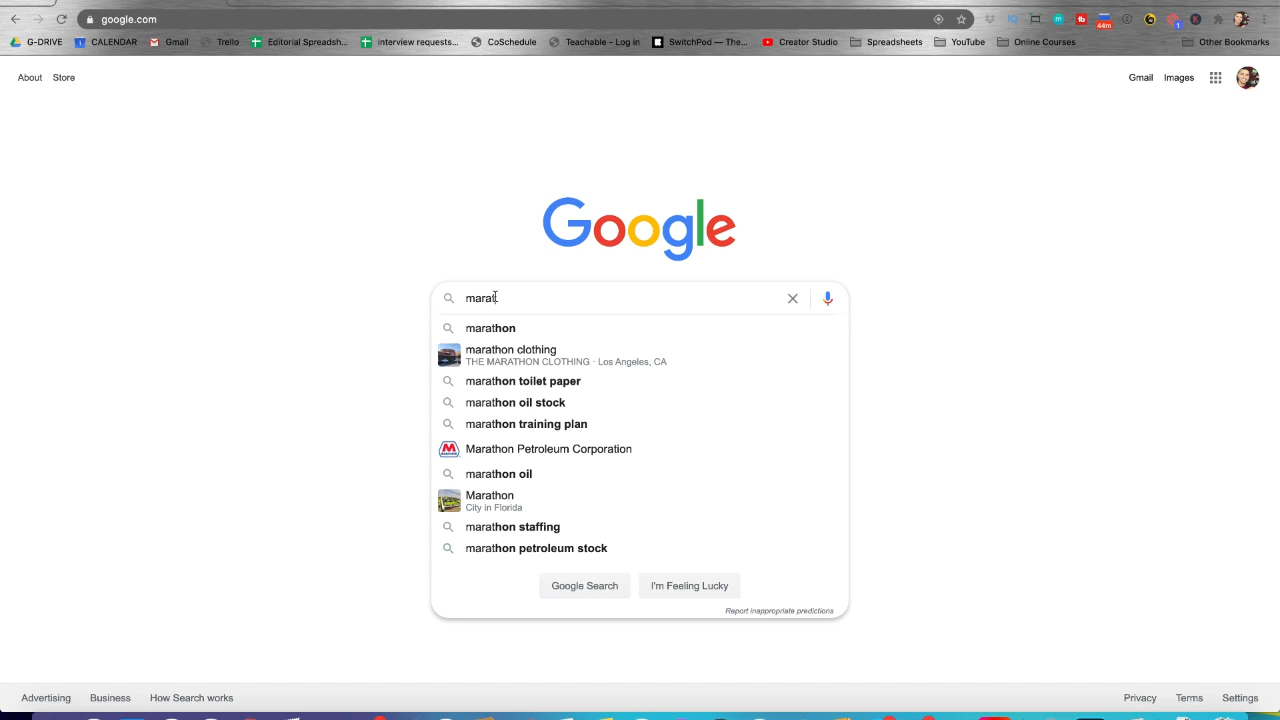 google.com
44m
1
G-DRIVE
CALENDAR
Gmail
Trello
Editorial Spreadsh...
interview requests...
CoSchedule
Teachable - Log in
SwitchPod — The...
Creator Studio
Spreadsheets
YouTube
Online Courses
Other Bookmarks
About
Store
Gmail
Images
Google
marat
marathon
marathon clothing
THE MARATHON CLOTHING · Los Angeles, CA
marathon toilet paper
marathon oil stock
marathon training plan
Marathon Petroleum Corporation
marathon oil
Marathon
City in Florida
marathon staffing
marathon petroleum stock
Google Search
I'm Feeling Lucky
Report inappropriate predictions
Advertising
Business
How Search works
Privacy
Terms
Settings